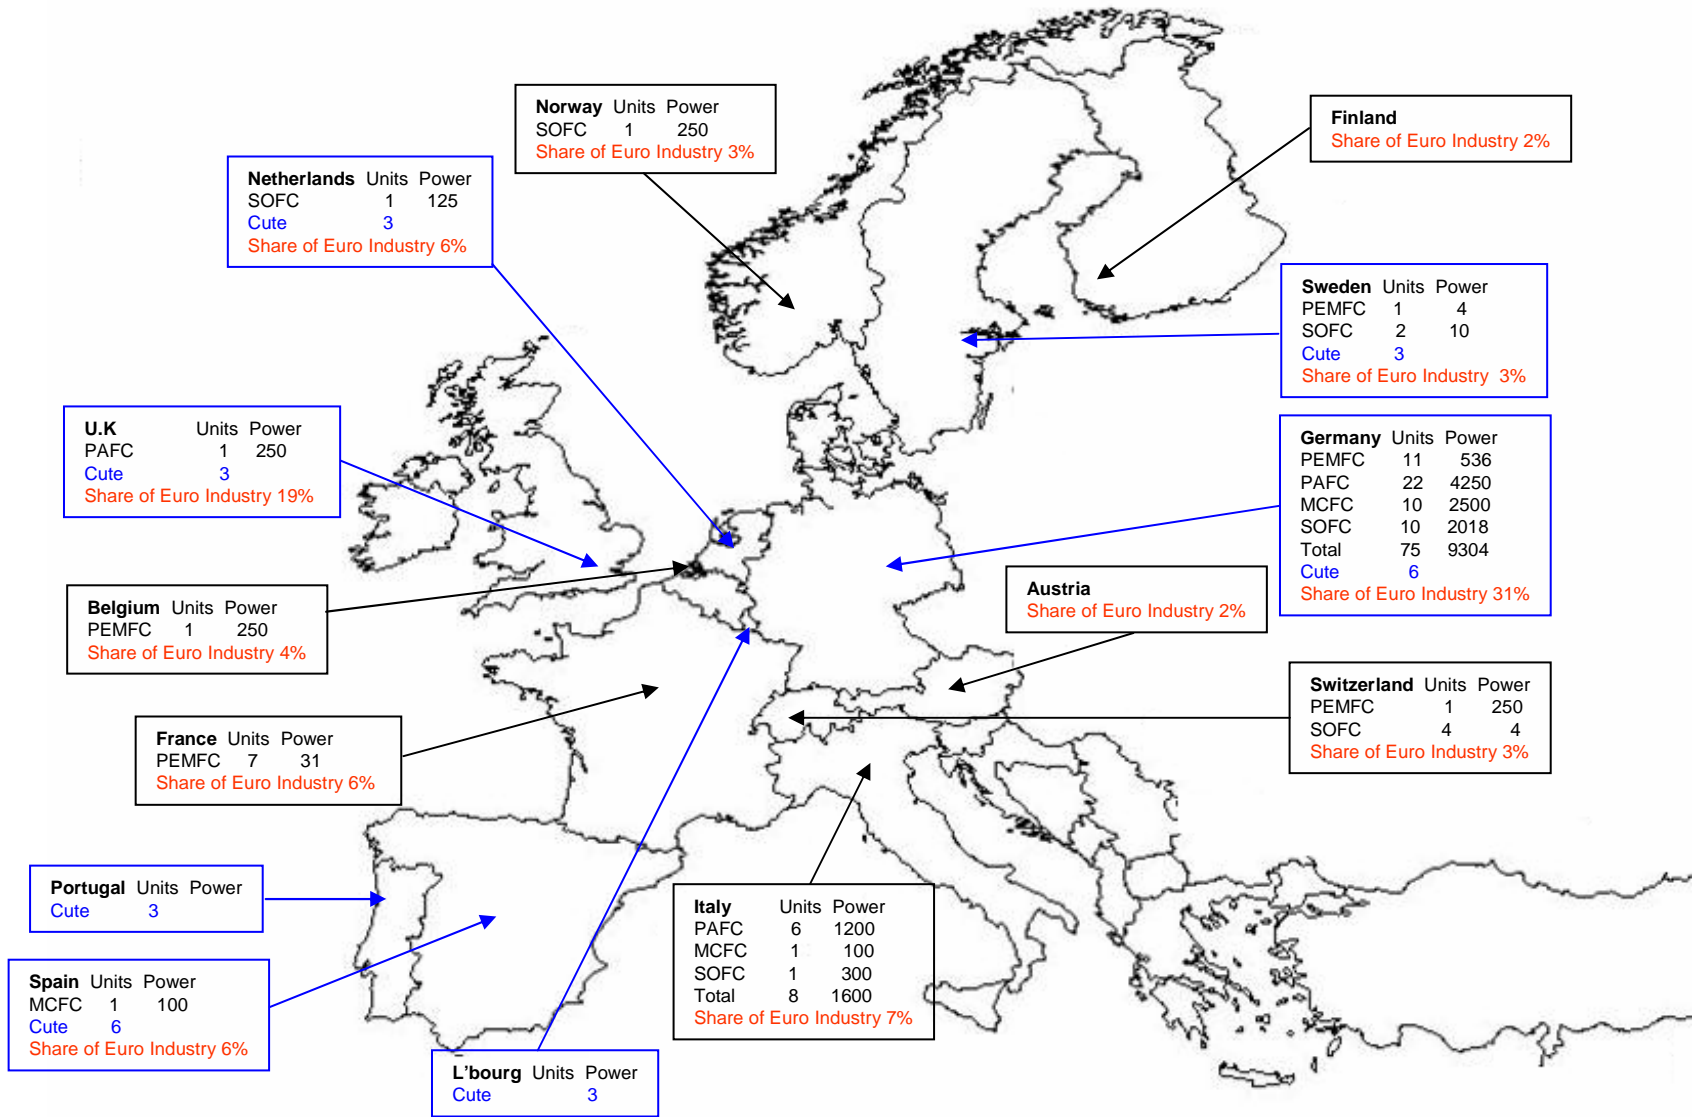 Norway Units Power
SOFC 1 250
Share of Euro Industry 3%
Finland
Share of Euro Industry 2%
Netherlands Units Power
SOFC 1 125
Cute 3
Share of Euro Industry 6%
Sweden Units Power
PEMFC 1 4
SOFC 2 10
Cute 3
Share of Euro Industry 3%
U.K Units Power
PAFC 1 250
Cute 3
Share of Euro Industry 19%
Germany Units Power
PEMFC 11 536
PAFC 22 4250
MCFC 10 2500
SOFC 10 2018
Total 75 9304
Cute 6
Share of Euro Industry 31%
Belgium Units Power
PEMFC 1 250
Share of Euro Industry 4%
Austria
Share of Euro Industry 2%
Switzerland Units Power
PEMFC 1 250
SOFC 4 4
Share of Euro Industry 3%
France Units Power
PEMFC 7 31
Share of Euro Industry 6%
Portugal Units Power
Cute 3
Italy Units Power
PAFC 6 1200
MCFC 1 100
SOFC 1 300
Total 8 1600
Share of Euro Industry 7%
Spain Units Power
MCFC 1 100
Cute 6
Share of Euro Industry 6%
L'bourg Units Power
Cute 3